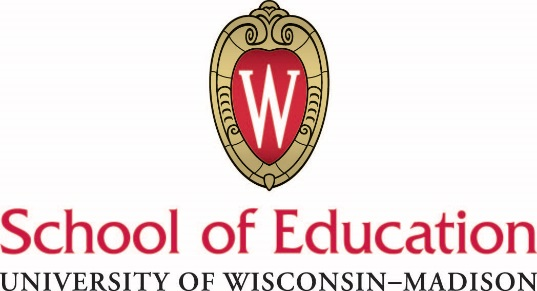 W
School of Education
UNIVERSITY OF WISCONSIN–MADISON